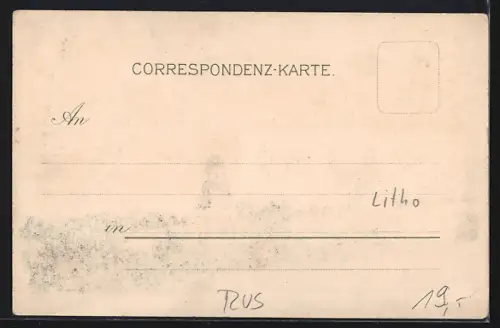 CORRESPONDENZ-KARTE.
An
Litho
in
RUS
19,-